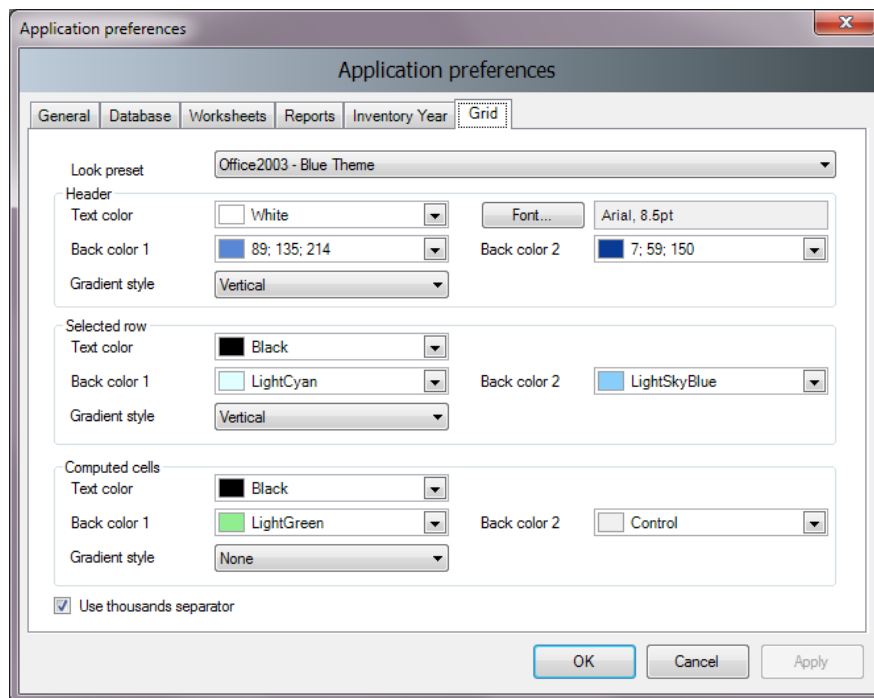 Application preferences
Application preferences
General Database Worksheets Reports Inventory Year Grid
Look preset Office2003 - Blue Theme
Header
Text color White Font... Arial, 8.5pt
Back color 1 89; 135; 214 Back color 2 7; 59; 150
Gradient style Vertical
Selected row
Text color Black
Back color 1 LightCyan Back color 2 LightSkyBlue
Gradient style Vertical
Computed cells
Text color Black
Back color 1 LightGreen Back color 2 Control
Gradient style None
Use thousands separator
OK Cancel Apply